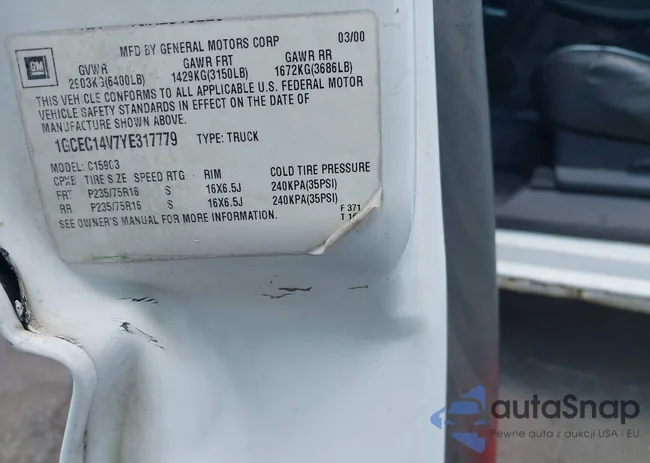 MFD BY GENERAL MOTORS CORP 03/00
GM
GVWR GAWR FRT GAWR RR
2903KG(6400LB) 1429KG(3150LB) 1672KG(3686LB)
THIS VEHICLE CONFORMS TO ALL APPLICABLE U.S. FEDERAL MOTOR
VEHICLE SAFETY STANDARDS IN EFFECT ON THE DATE OF
MANUFACTURE SHOWN ABOVE.
1GCEC14V7YE317779 TYPE: TRUCK
MODEL: C15903
TIRE SIZE SPEED RTG RIM COLD TIRE PRESSURE
FRT P235/75R16 S 16X6.5J 240KPA(35PSI)
RR P235/75R16 S 16X6.5J 240KPA(35PSI)
SEE OWNER'S MANUAL FOR MORE INFORMATION.
F 371
autaSnap
Pewne auta z aukcji USA i EU